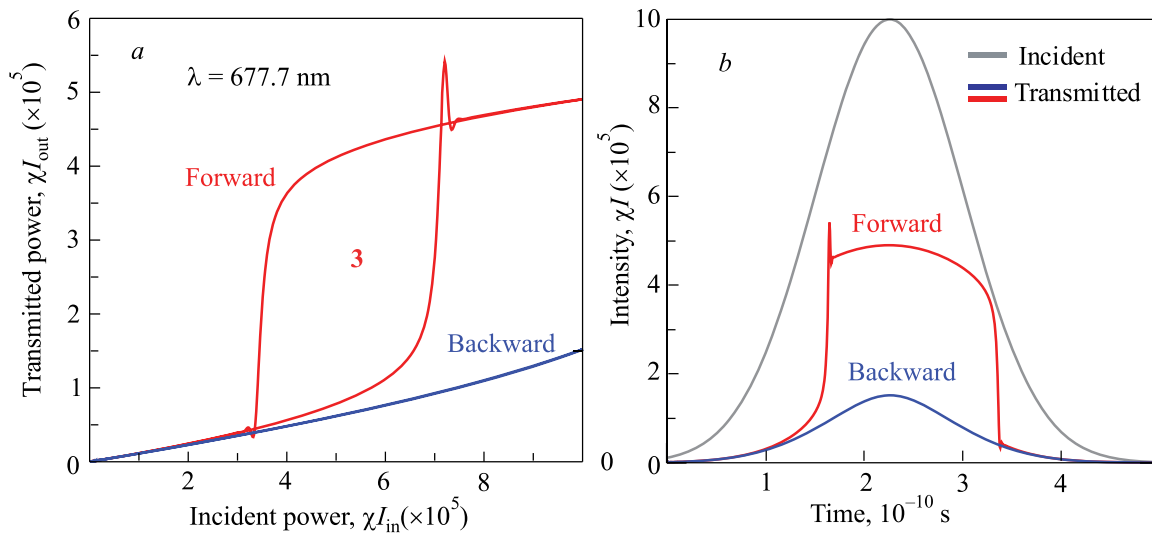 a
λ = 677.7 nm
Transmitted power, χI_out (×10^5)
6
5
4
3
2
1
0
Forward
3
Backward
2 4 6 8
Incident power, χI_in(×10^5)
b
Incident
Transmitted
Intensity, χI (×10^5)
10
8
6
4
2
0
0
Forward
Backward
1 2 3 4
Time, 10^−10 s